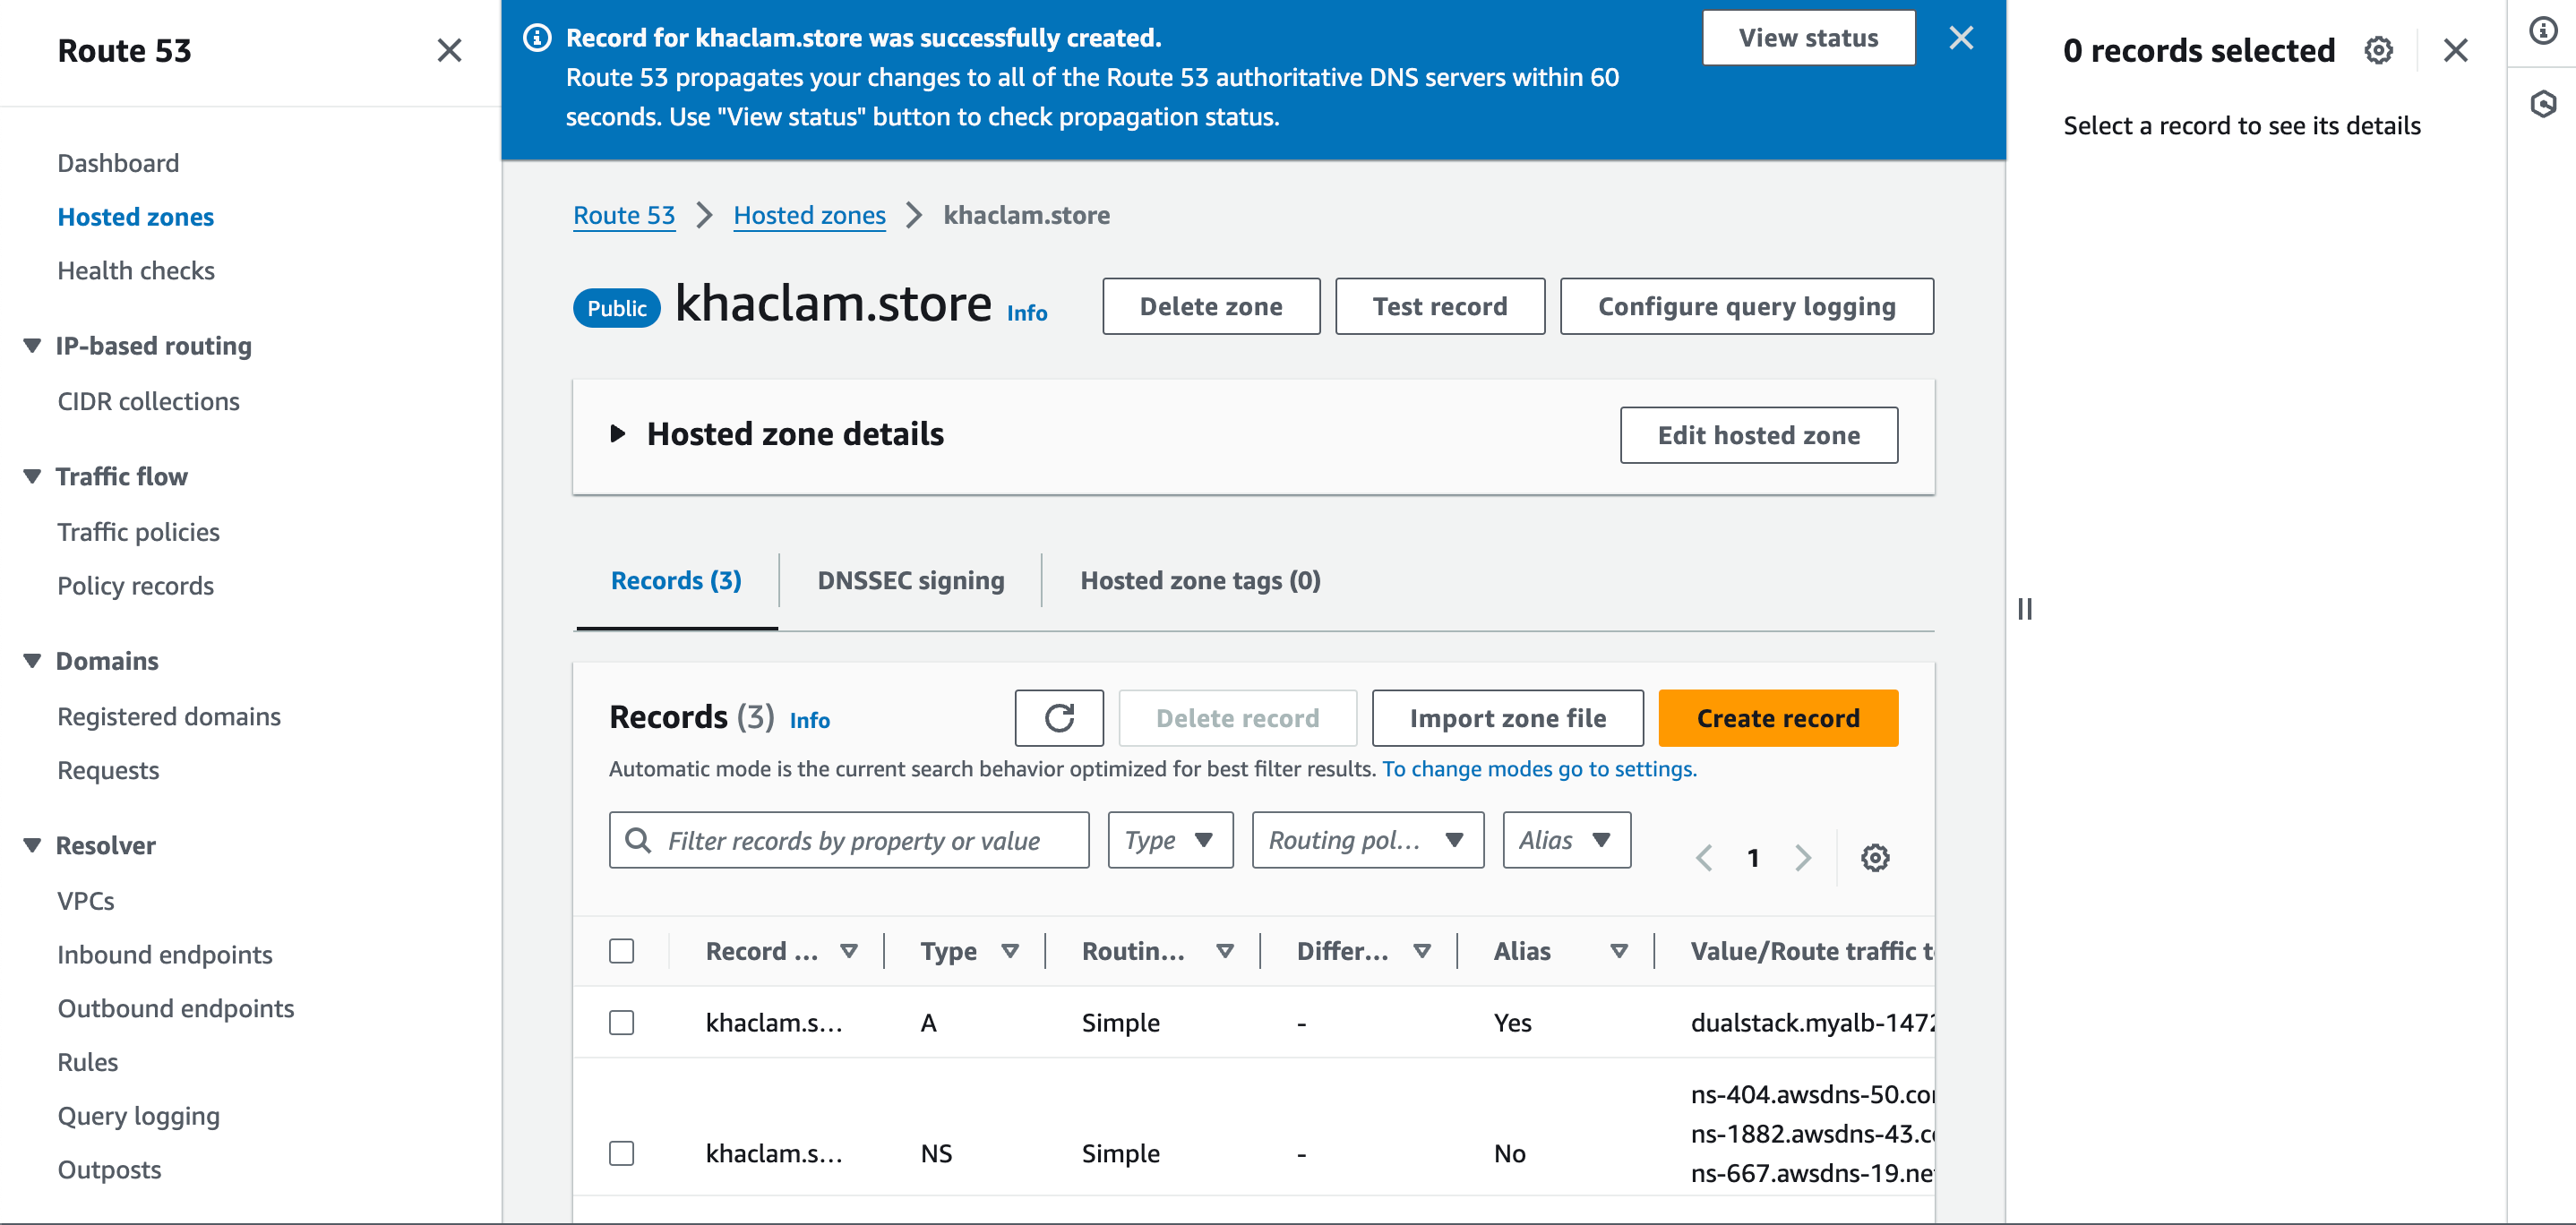 Route 53
Dashboard
Hosted zones
Health checks
IP-based routing
CIDR collections
Traffic flow
Traffic policies
Policy records
Domains
Registered domains
Requests
Resolver
VPCs
Inbound endpoints
Outbound endpoints
Rules
Query logging
Outposts
Record for khaclam.store was successfully created.
Route 53 propagates your changes to all of the Route 53 authoritative DNS servers within 60
seconds. Use "View status" button to check propagation status.
View status
Route 53 Hosted zones khaclam.store
Public khaclam.store Info
Delete zone Test record Configure query logging
Hosted zone details Edit hosted zone
Records (3) DNSSEC signing Hosted zone tags (0)
Records (3) Info Delete record Import zone file Create record
Automatic mode is the current search behavior optimized for best filter results. To change modes go to settings.
Filter records by property or value Type Routing pol... Alias 1
Record ... Type Routin... Differ... Alias Value/Route traffic
khaclam.s... A Simple - Yes dualstack.myalb-147
khaclam.s... NS Simple - No ns-404.awsdns-50.co
ns-1882.awsdns-43.c
ns-667.awsdns-19.ne
0 records selected
Select a record to see its details